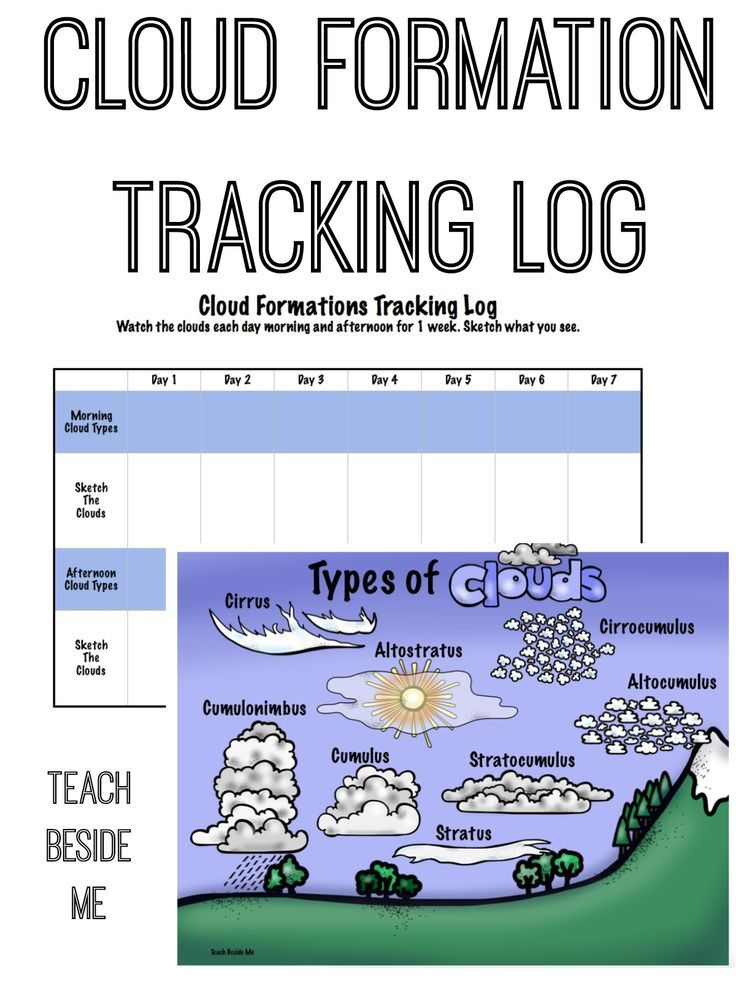 CLOUD FORMATION
TRACKING LOG
Cloud Formations Tracking Log
Watch the clouds each day morning and afternoon for 1 week. Sketch what you see.
Day 1 Day 2 Day 3 Day 4 Day 5 Day 6 Day 7
Morning
Cloud Types
Sketch
The
Clouds
Afternoon
Cloud Types
Sketch
The
Clouds
Types of Clouds
Cirrus
Cirrocumulus
Altostratus
Altocumulus
Cumulonimbus
Cumulus
Stratocumulus
Stratus
TEACH
BESIDE
ME
Teach Beside Me